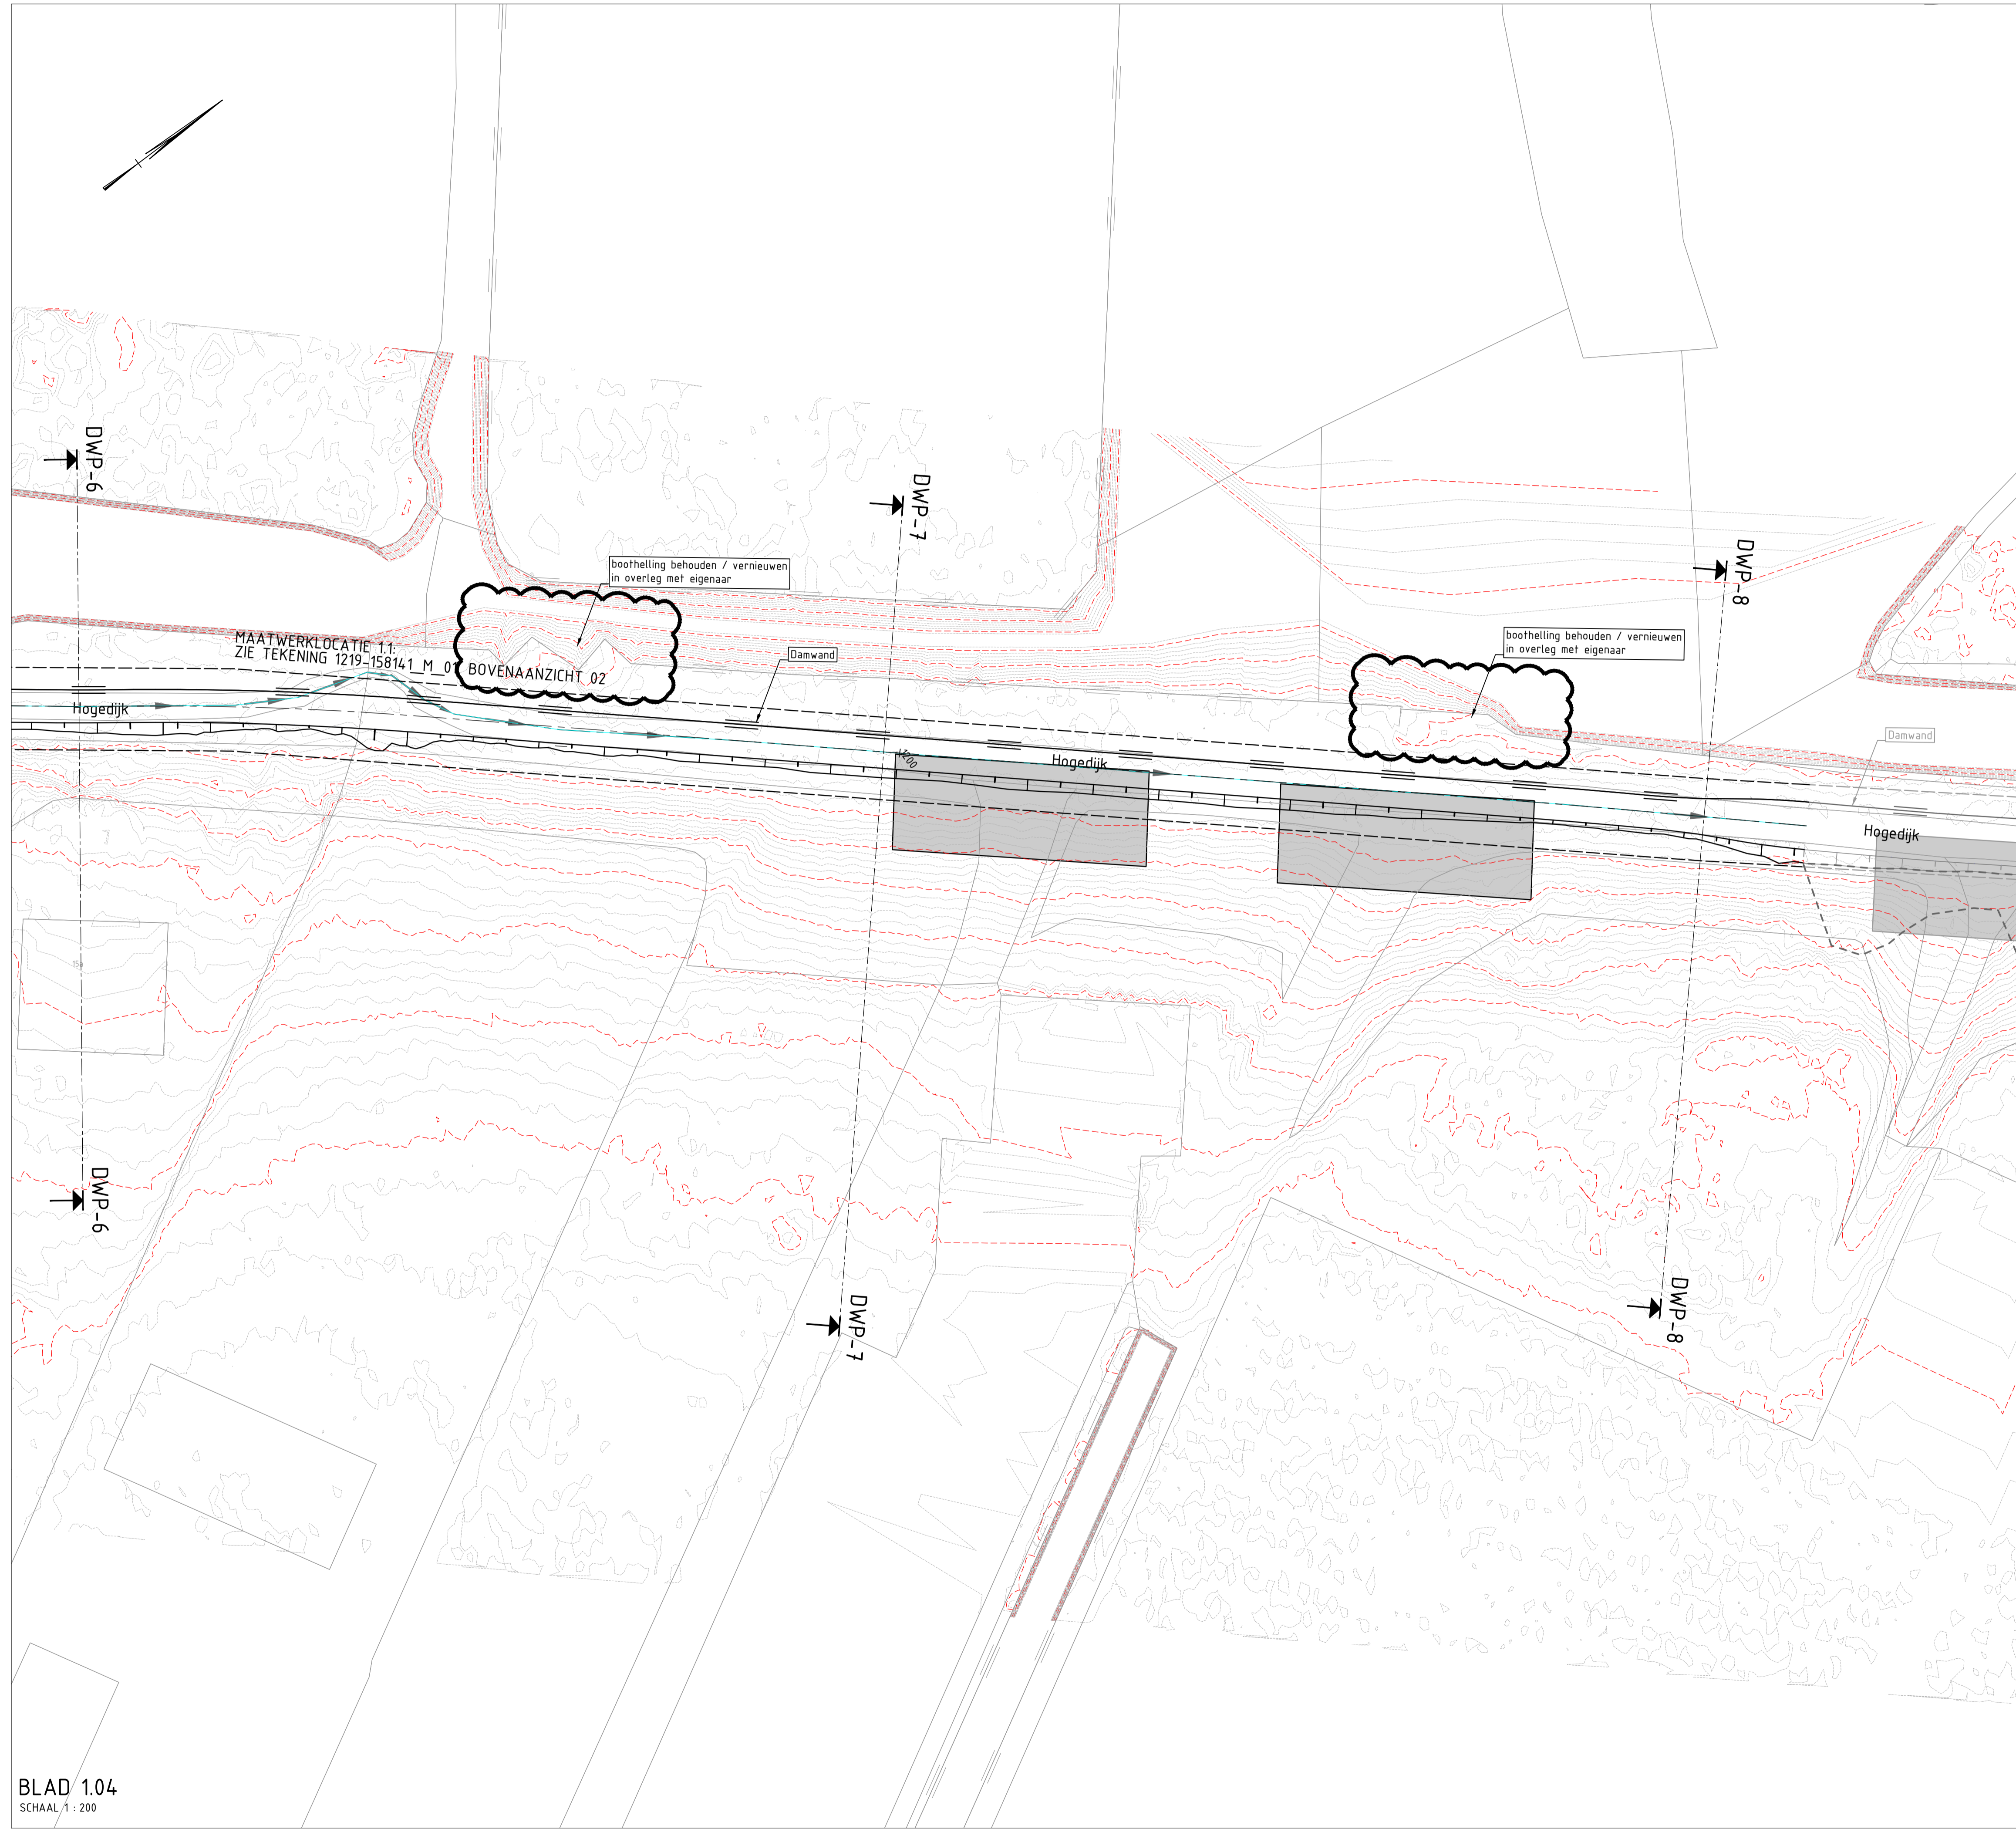 DWP-6
DWP-7
DWP-8
boothelling behouden / vernieuwen
in overleg met eigenaar
boothelling behouden / vernieuwen
in overleg met eigenaar
MAATWERKLOCATIE 1.1:
ZIE TEKENING 1219-158141_M_01_BOVENAANZICHT 02
Damwand
Damwand
Hogedijk
Hogedijk
Hogedijk
DWP-6
DWP-7
DWP-8
BLAD 1.04
SCHAAL 1 : 200